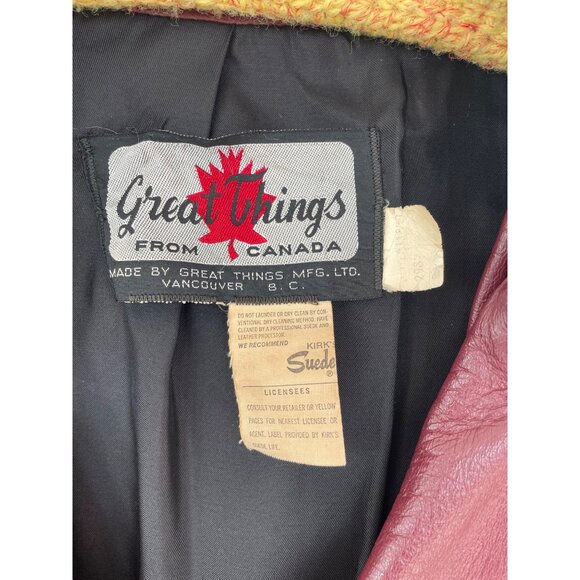 Great Things
FROM CANADA
MADE BY GREAT THINGS MFG. LTD.
VANCOUVER B.C.
DO NOT LAUNDER OR DRY CLEAN BY CON-
VENTIONAL DRY CLEANING METHOD. HAVE
CLEANED BY A PROFESSIONAL SUEDE AND
LEATHER PROCESSOR.
WE RECOMMEND KIRK'S
Suede
®
LICENSEES
CONSULT YOUR RETAILER OR YELLOW
PAGES FOR NEAREST LICENSEE OR
AGENT. LABEL PROVIDED BY KIRK'S
SUEDE LIFE.